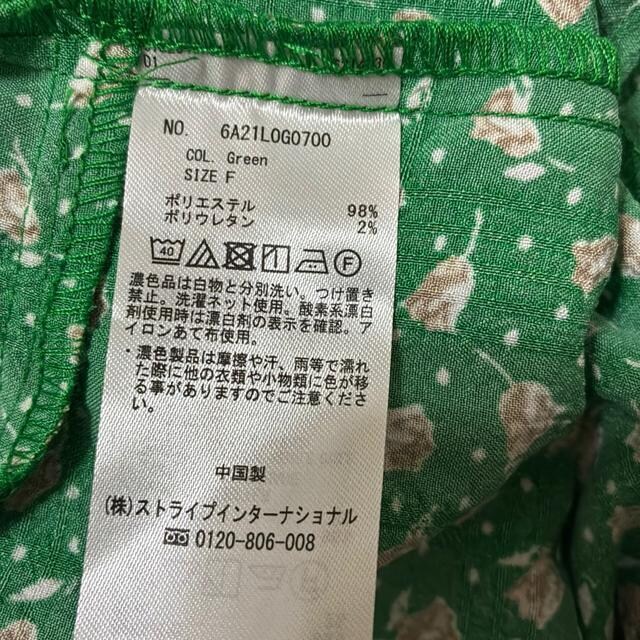 01
NO. 6A21L0G0700
COL. Green
SIZE F
ポリエステル 98%
ポリウレタン 2%
40 F
濃色品は白物と分別洗い。つけ置き
禁止。洗濯ネット使用。酸素系漂白
剤使用時は漂白剤の表示を確認。ア
イロンあて布使用。
・濃色製品は摩擦や汗、雨等で濡れ
た際に他の衣類や小物類に色が移
る事がありますのでご注意くださ
い。
中国製
(株)ストライプインターナショナル
0120-806-008